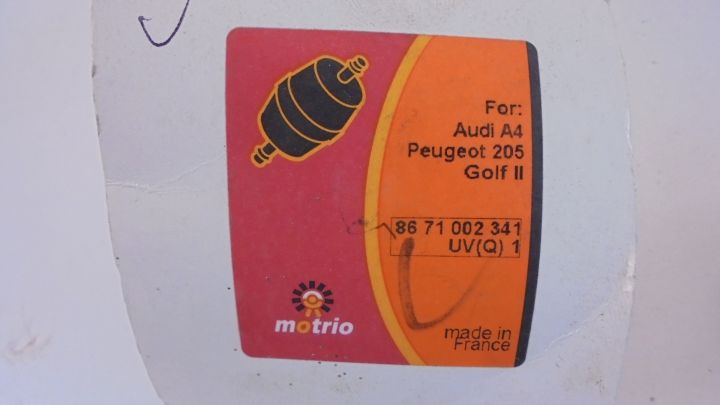 For:
Audi A4
Peugeot 205
Golf II
86 71 002 341
UV(Q) 1
motrio
made in
France